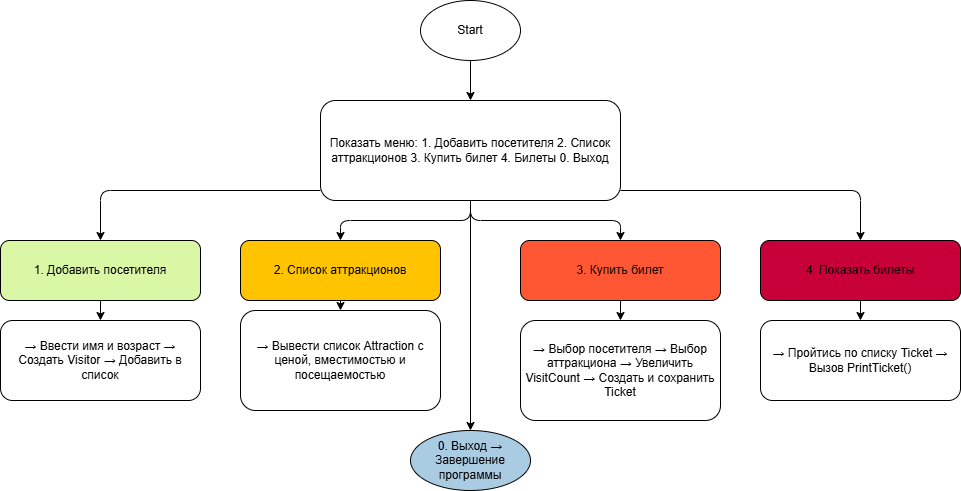 Start
Показать меню: 1. Добавить посетителя 2. Список
аттракционов 3. Купить билет 4. Билеты 0. Выход
1. Добавить посетителя
2. Список аттракционов
3. Купить билет
4. Показать билеты
→ Ввести имя и возраст →
Создать Visitor → Добавить в
список
→ Вывести список Attraction с
ценой, вместимостью и
посещаемостью
→ Выбор посетителя → Выбор
аттракциона → Увеличить
VisitCount → Создать и сохранить
Ticket
→ Пройтись по списку Ticket →
Вызов PrintTicket()
0. Выход →
Завершение
программы